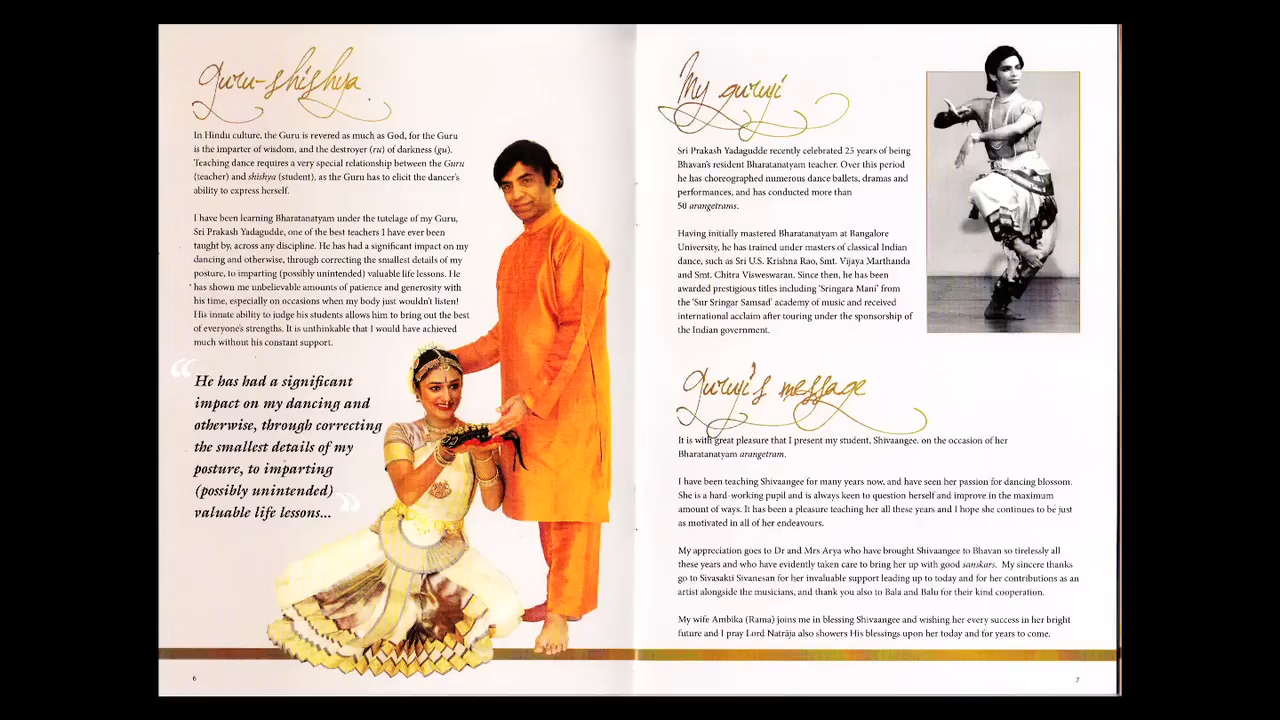 Guru-shishya
In Hindu culture, the Guru is revered as much as God, for the Guru
is the imparter of wisdom, and the destroyer (ru) of darkness (gu).
Teaching dance requires a very special relationship between the Guru
(teacher) and shishya (student), as the Guru has to elicit the dancer's
ability to express herself.
I have been learning Bharatanatyam under the tutelage of my Guru,
Sri Prakash Yadagudde, one of the best teachers I have ever been
taught by, across any discipline. He has had a significant impact on my
dancing and otherwise, through correcting the smallest details of my
posture, to imparting (possibly unintended) valuable life lessons. He
has shown me unbelievable amounts of patience and generosity with
his time, especially on occasions when my body just wouldn't listen!
His innate ability to judge his students allows him to bring out the best
of everyone's strengths. It is unthinkable that I would have achieved
much without his constant support.
“He has had a significant
impact on my dancing and
otherwise, through correcting
the smallest details of my
posture, to imparting
(possibly unintended)
valuable life lessons...”
6
My guruji
Sri Prakash Yadagudde recently celebrated 25 years of being
Bhavan's resident Bharatanatyam teacher. Over this period
he has choreographed numerous dance ballets, dramas and
performances, and has conducted more than
50 arangetrams.
Having initially mastered Bharatanatyam at Bangalore
University, he has trained under masters of classical Indian
dance, such as Sri U.S. Krishna Rao, Smt. Vijaya Marthanda
and Smt. Chitra Visweswaran. Since then, he has been
awarded prestigious titles including 'Sringara Mani' from
the 'Sur Sringar Samsad' academy of music and received
international acclaim after touring under the sponsorship of
the Indian government.
Guruji's message
It is with great pleasure that I present my student, Shivaangee, on the occasion of her
Bharatanatyam arangetram.
I have been teaching Shivaangee for many years now, and have seen her passion for dancing blossom.
She is a hard-working pupil and is always keen to question herself and improve in the maximum
amount of ways. It has been a pleasure teaching her all these years and I hope she continues to be just
as motivated in all of her endeavours.
My appreciation goes to Dr and Mrs Arya who have brought Shivaangee to Bhavan so tirelessly all
these years and who have evidently taken care to bring her up with good sanskars. My sincere thanks
go to Sivasakti Sivanesan for her invaluable support leading up to today and for her contributions as an
artist alongside the musicians, and thank you also to Bala and Balu for their kind cooperation.
My wife Ambika (Rama) joins me in blessing Shivaangee and wishing her every success in her bright
future and I pray Lord Natrāja also showers His blessings upon her today and for years to come.
7